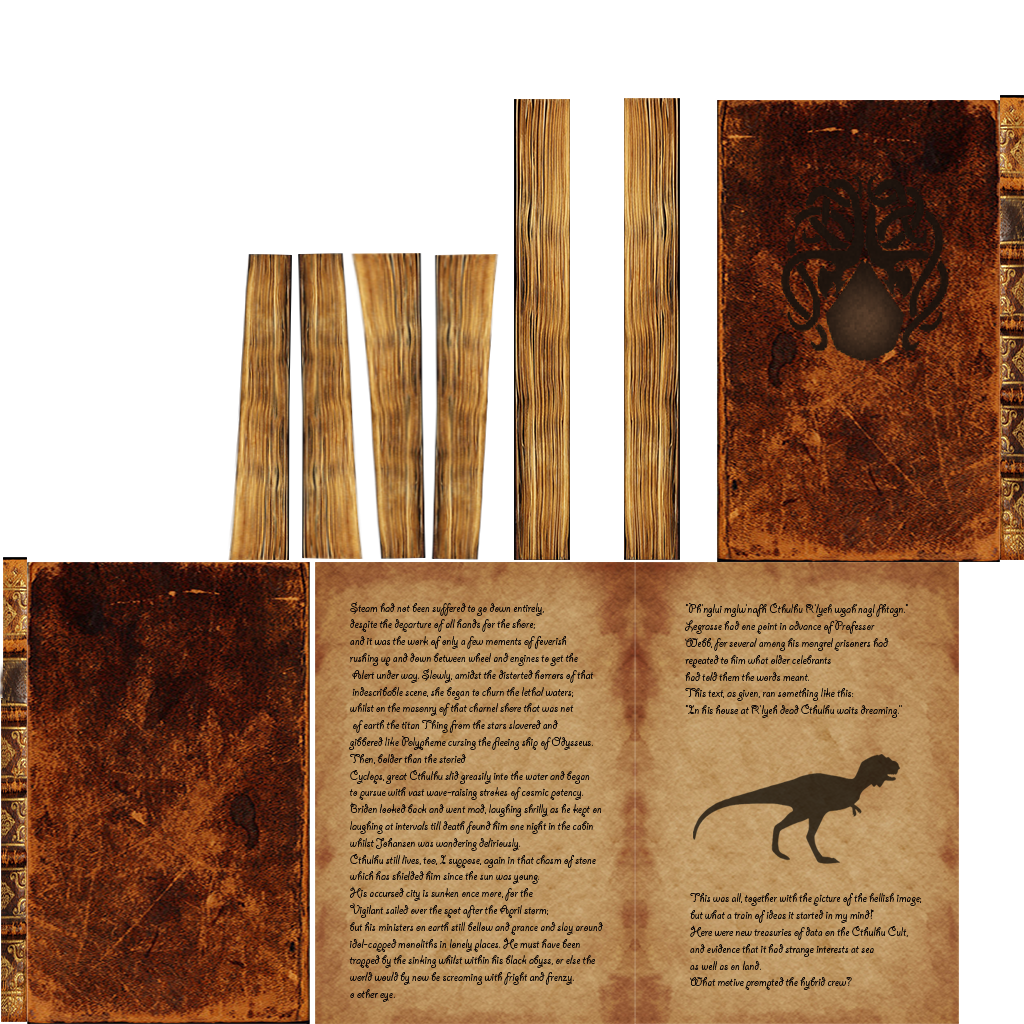 Steam had not been suffered to go down entirely,
despite the departure of all hands for the shore;
and it was the work of only a few moments of feverish
rushing up and down between wheel and engines to get the
Alert under way. Slowly, amidst the distorted horrors of that
indescribable scene, she began to churn the lethal waters;
whilst on the masonry of that charnel shore that was not
of earth the titan Thing from the stars slavered and
gibbered like Polypheme cursing the fleeing ship of Odysseus.
Then, bolder than the storied
Cyclops, great Cthulhu slid greasily into the water and began
to pursue with vast wave-raising strokes of cosmic potency.
Briden looked back and went mad, laughing shrilly as he kept on
laughing at intervals till death found him one night in the cabin
whilst Johansen was wandering deliriously.
Cthulhu still lives, too, I suppose, again in that chasm of stone
which has shielded him since the sun was young.
His accursed city is sunken once more, for the
Vigilant sailed over the spot after the April storm;
but his ministers on earth still bellow and prance and slay around
idol-capped monoliths in lonely places. He must have been
trapped by the sinking whilst within his black abyss, or else the
world would by now be screaming with fright and frenzy.
o other eye.
"Ph'nglui mglw'nafh Cthulhu R'lyeh wgah'nagl fhtagn."
Legrasse had one point in advance of Professor
Webb, for several among his mongrel prisoners had
repeated to him what older celebrants
had told them the words meant.
This text, as given, ran something like this:
"In his house at R'lyeh dead Cthulhu waits dreaming."
This was all, together with the picture of the hellish image;
but what a train of ideas it started in my mind!
Here were new treasuries of data on the Cthulhu Cult,
and evidence that it had strange interests at sea
as well as on land.
What motive prompted the hybrid crew?